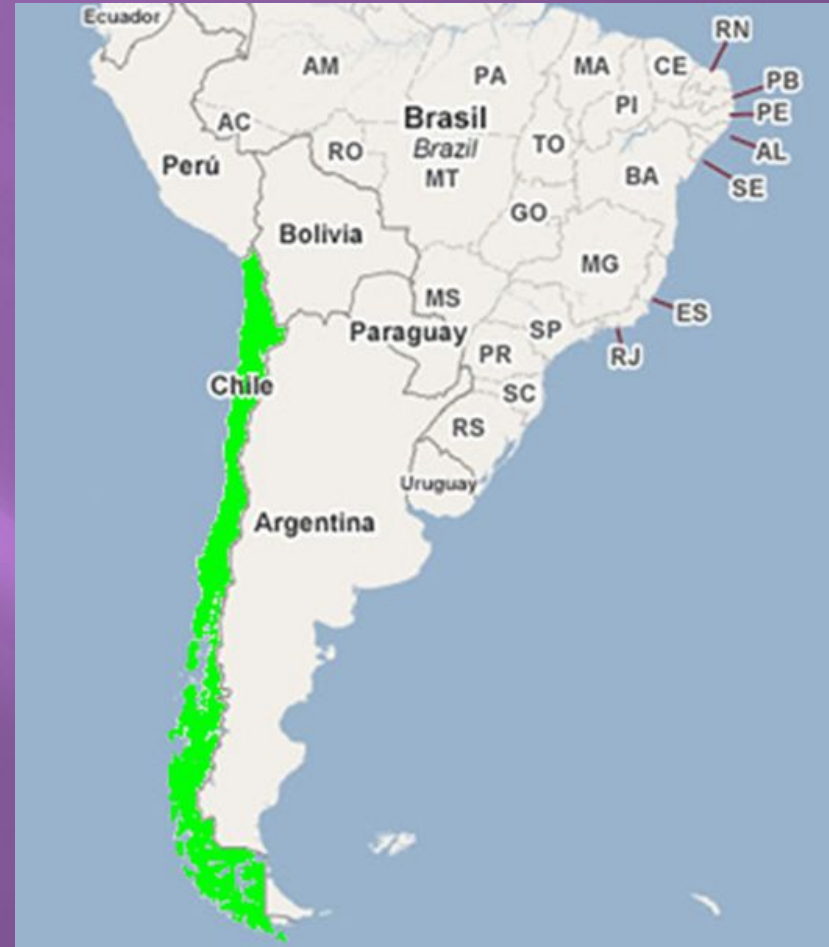 Ecuador
RN
AM
PA
MA
CE
PB
PI
PE
AC
Brasil
Brazil
RO
TO
AL
Perú
MT
BA
SE
GO
Bolivia
MG
MS
ES
Paraguay
SP
PR
RJ
Chile
SC
RS
Uruguay
Argentina